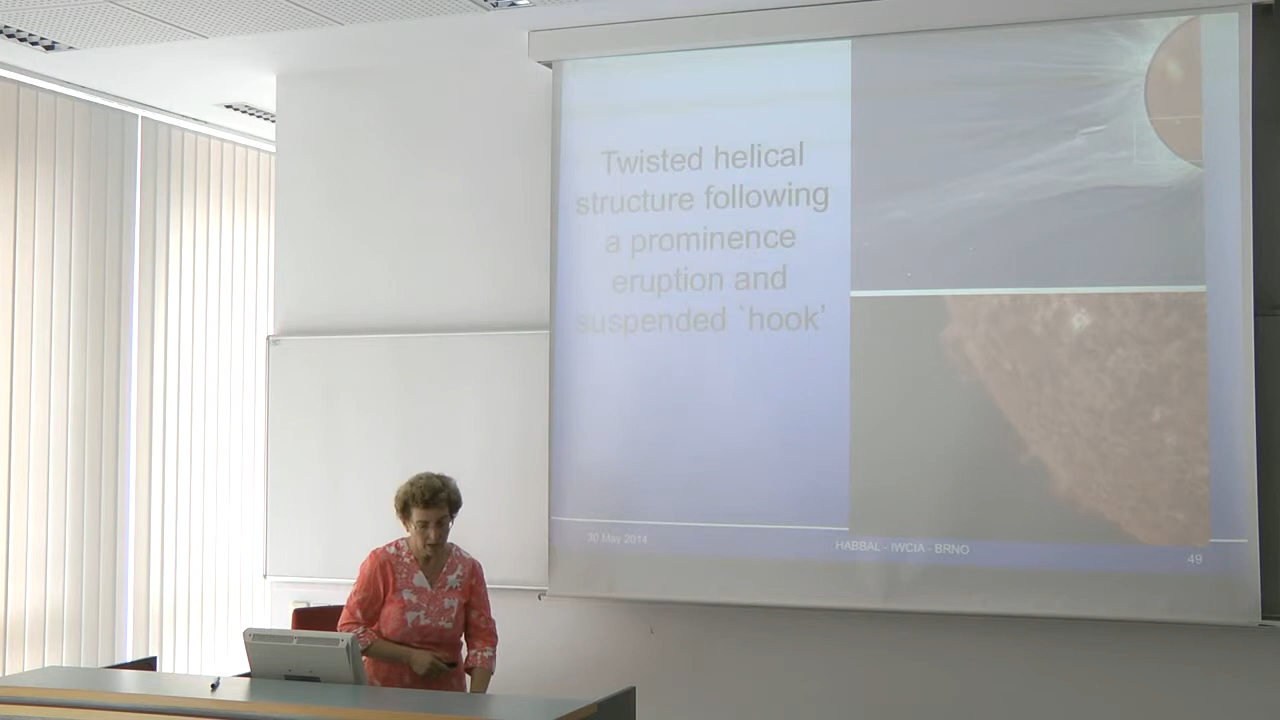 Twisted helical
structure following
a prominence
eruption and
suspended `hook'
30 May 2014
HABBAL - IWCIA - BRNO
49